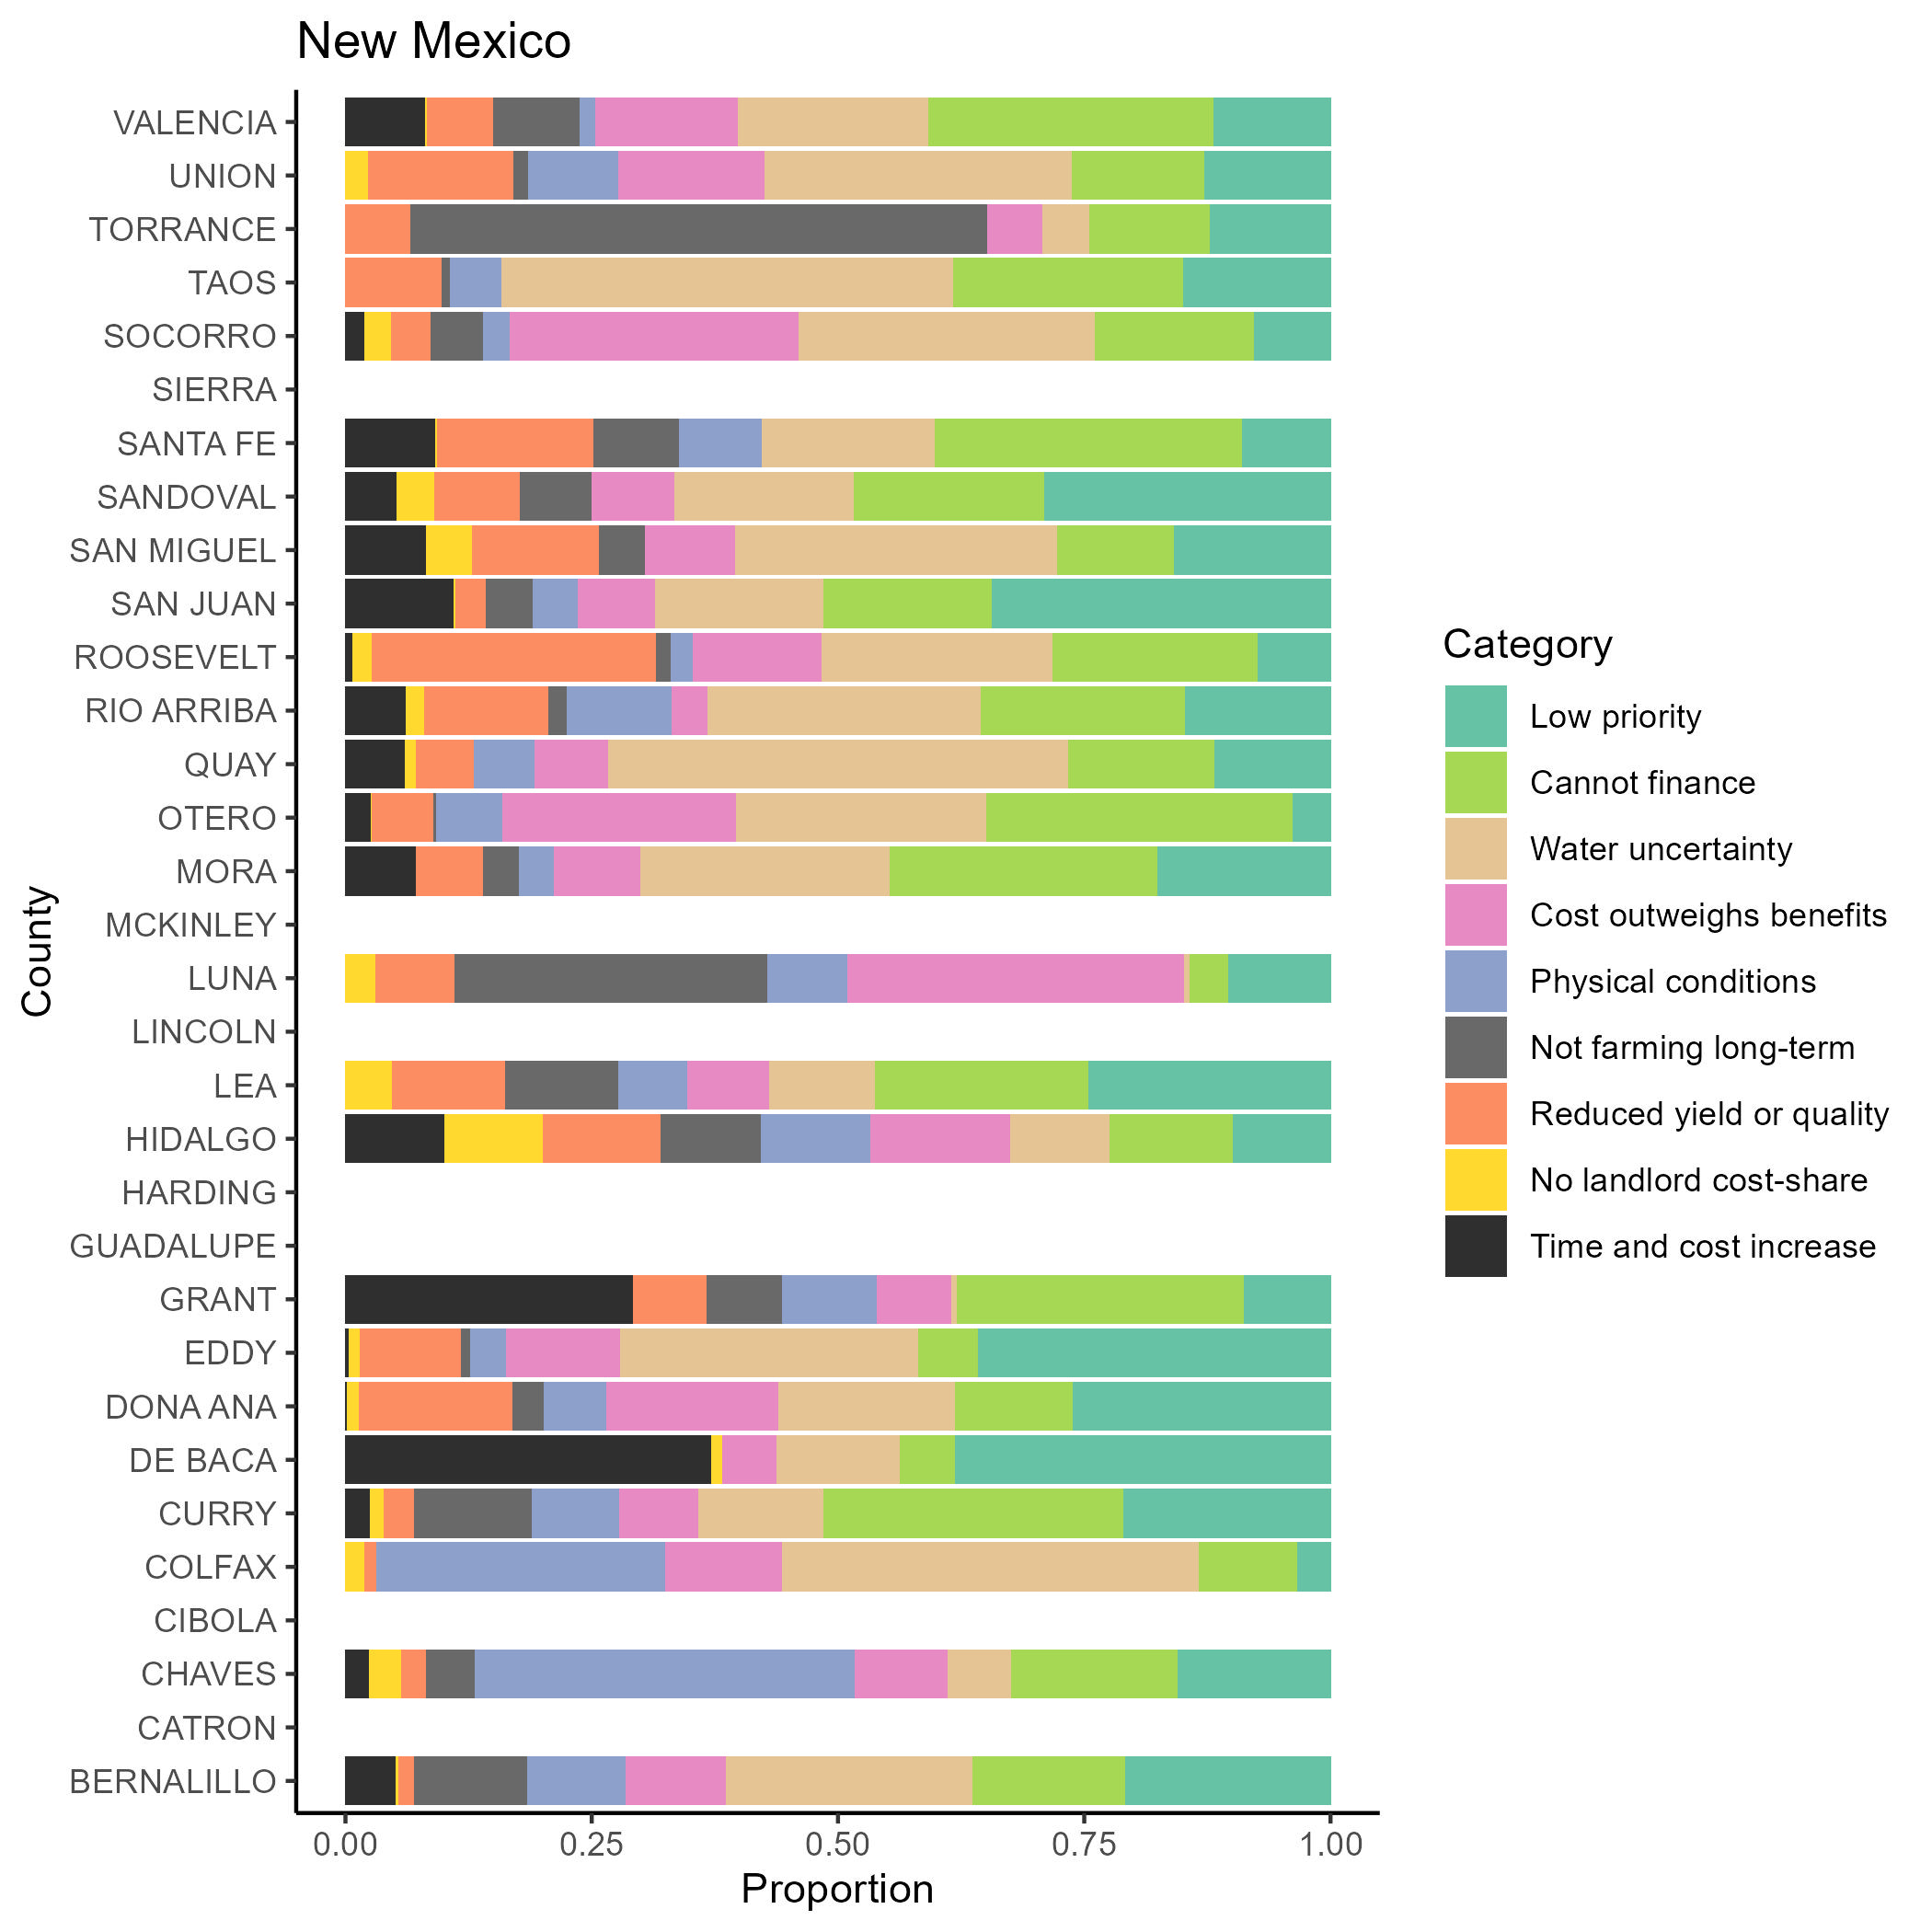 New Mexico
VALENCIA
UNION
TORRANCE
TAOS
SOCORRO
SIERRA
SANTA FE
SANDOVAL
SAN MIGUEL
SAN JUAN
ROOSEVELT
RIO ARRIBA
QUAY
OTERO
MORA
MCKINLEY
LUNA
LINCOLN
LEA
HIDALGO
HARDING
GUADALUPE
GRANT
EDDY
DONA ANA
DE BACA
CURRY
COLFAX
CIBOLA
CHAVES
CATRON
BERNALILLO
County
0.00 0.25 0.50 0.75 1.00
Proportion
Category
Low priority
Cannot finance
Water uncertainty
Cost outweighs benefits
Physical conditions
Not farming long-term
Reduced yield or quality
No landlord cost-share
Time and cost increase